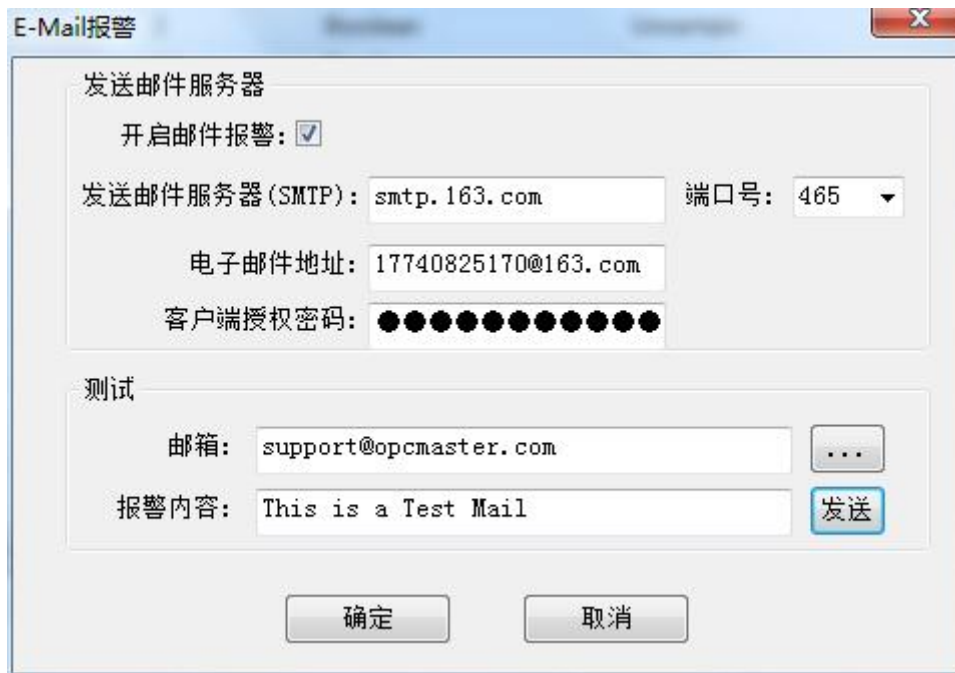 E-Mail报警
发送邮件服务器
开启邮件报警:
发送邮件服务器(SMTP): smtp.163.com 端口号: 465
电子邮件地址: 17740825170@163.com
客户端授权密码: ●●●●●●●●●●●
测试
邮箱: support@opcmaster.com ...
报警内容: This is a Test Mail 发送
确定 取消